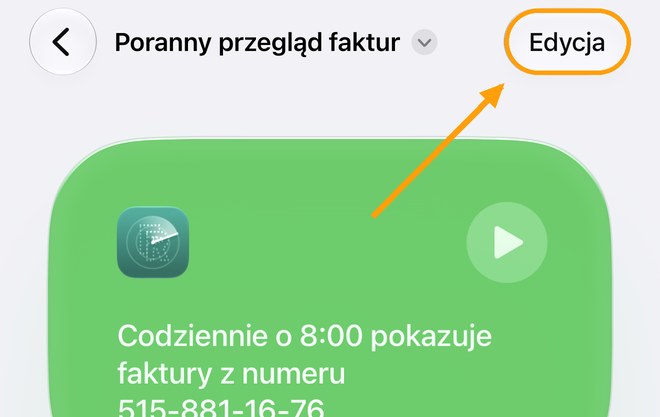 Poranny przegląd faktur
Edycja
Codziennie o 8:00 pokazuje
faktury z numeru
515-881-16-76